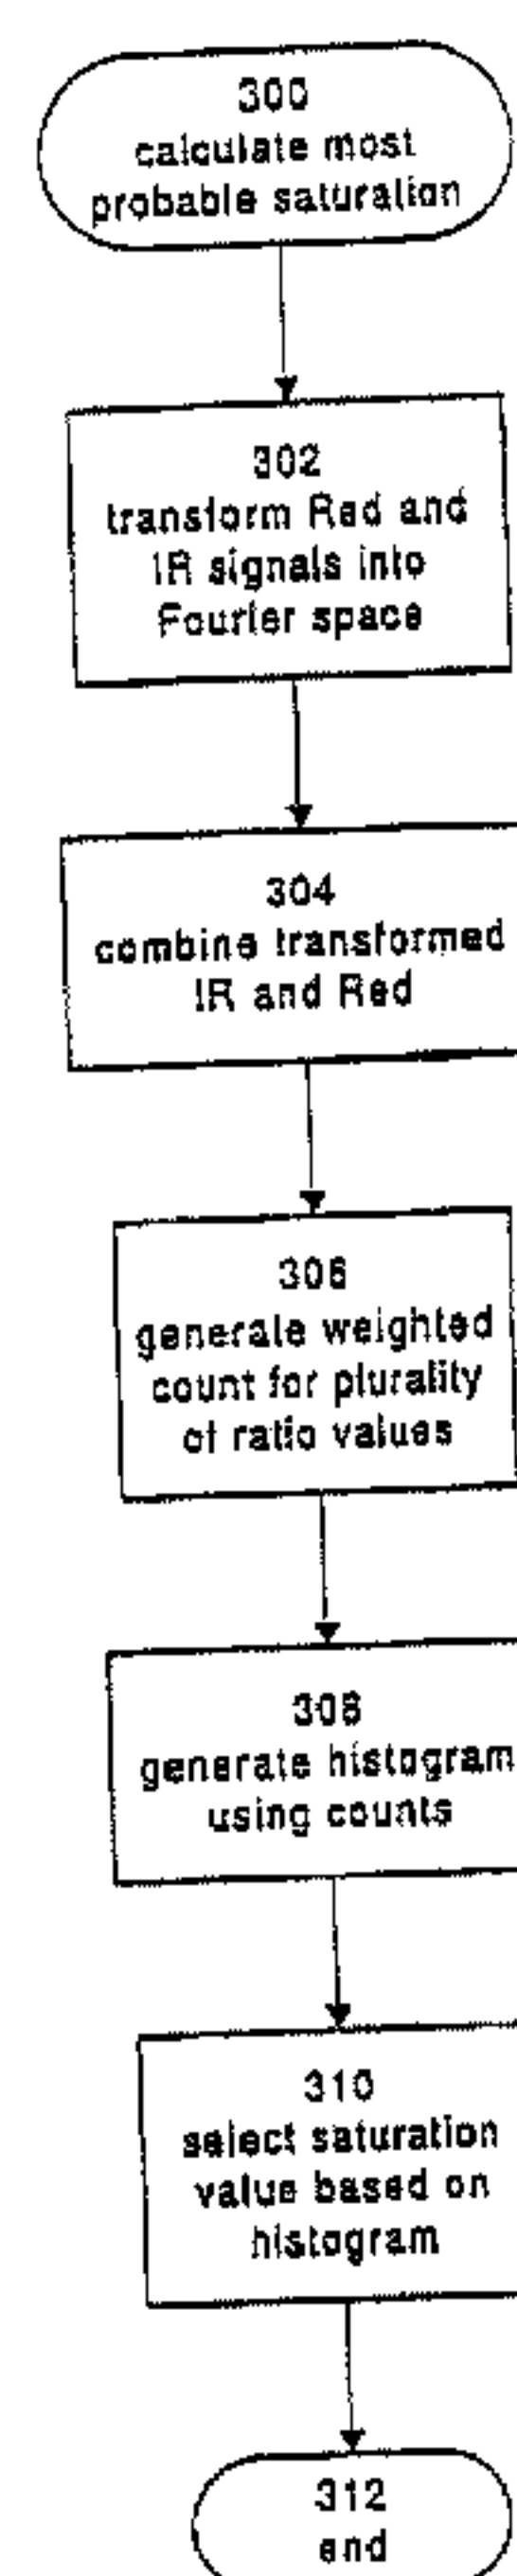 300
calculate most
probable saturation
302
transform Red and
IR signals into
Fourier space
304
combine transformed
IR and Red
306
generate weighted
count for plurality
of ratio values
308
generate histogram
using counts
310
select saturation
value based on
histogram
312
end